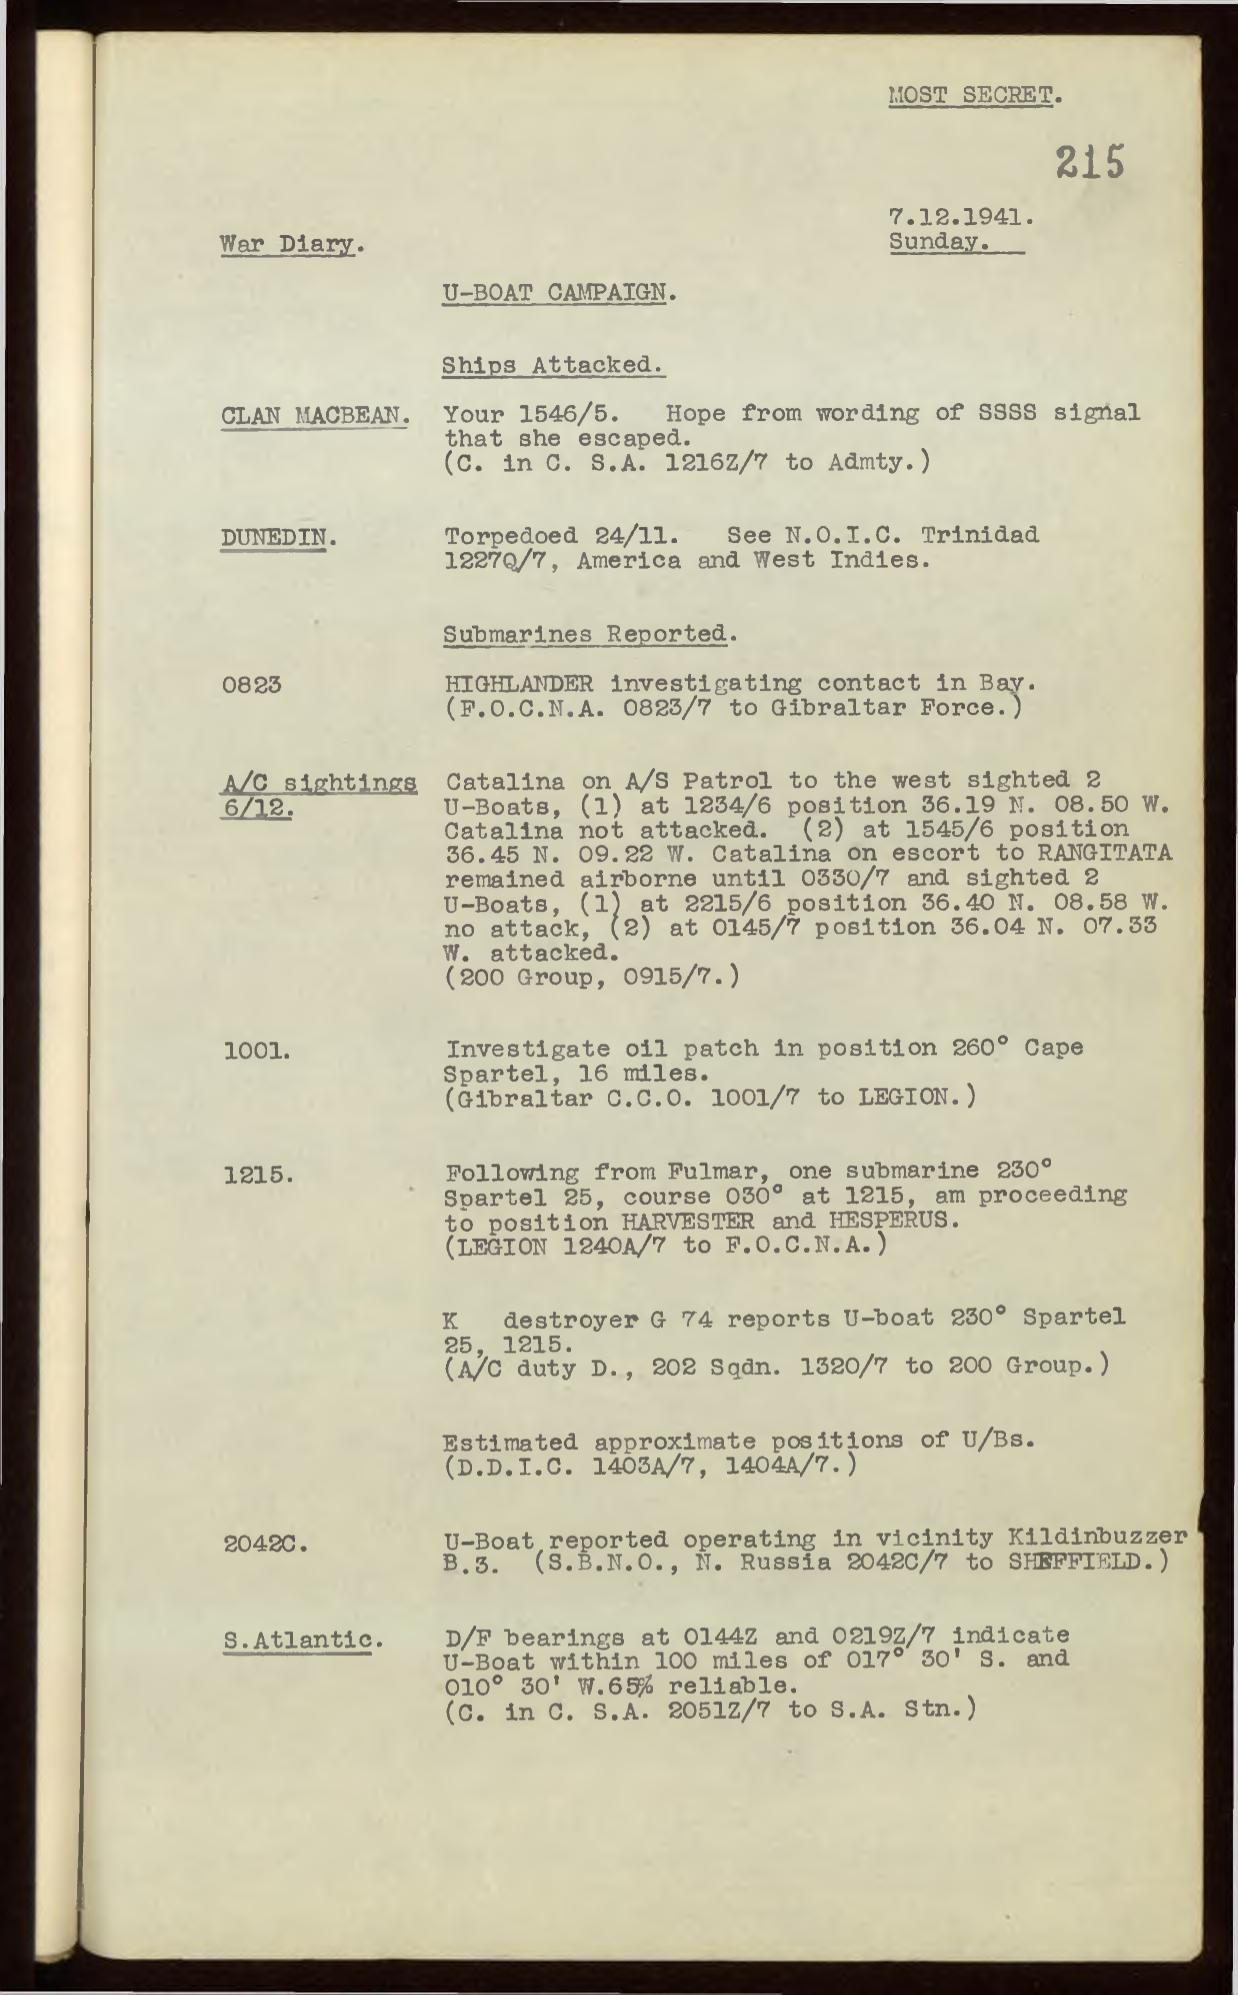 MOST SECRET.
215
7.12.1941.
War Diary.
Sunday.
U-BOAT CAMPAIGN.
Ships Attacked.
CLAN MACBEAN. Your 1546/5. Hope from wording of SSSS signal
that she escaped.
(C. in C. S.A. 1216Z/7 to Admty.)
DUNEDIN. Torpedoed 24/11. See N.O.I.C. Trinidad
1227Q/7, America and West Indies.
Submarines Reported.
0823 HIGHLANDER investigating contact in Bay.
(F.O.C.N.A. 0823/7 to Gibraltar Force.)
A/C sightings Catalina on A/S Patrol to the west sighted 2
6/12. U-Boats, (1) at 1234/6 position 36.19 N. 08.50 W.
Catalina not attacked. (2) at 1545/6 position
36.45 N. 09.22 W. Catalina on escort to RANGITATA
remained airborne until 0330/7 and sighted 2
U-Boats, (1) at 2215/6 position 36.40 N. 08.58 W.
no attack, (2) at 0145/7 position 36.04 N. 07.33
W. attacked.
(200 Group, 0915/7.)
1001. Investigate oil patch in position 260° Cape
Spartel, 16 miles.
(Gibraltar C.C.O. 1001/7 to LEGION.)
1215. Following from Fulmar, one submarine 230°
Spartel 25, course 030° at 1215, am proceeding
to position HARVESTER and HESPERUS.
(LEGION 1240A/7 to F.O.C.N.A.)
K destroyer G 74 reports U-boat 230° Spartel
25, 1215.
(A/C duty D., 202 Sqdn. 1320/7 to 200 Group.)
Estimated approximate positions of U/Bs.
(D.D.I.C. 1403A/7, 1404A/7.)
2042C. U-Boat reported operating in vicinity Kildinbuzzer
B.3. (S.B.N.O., N. Russia 2042C/7 to SHEFFIELD.)
S.Atlantic. D/F bearings at 0144Z and 0219Z/7 indicate
U-Boat within 100 miles of 017° 30' S. and
010° 30' W.65% reliable.
(C. in C. S.A. 2051Z/7 to S.A. Stn.)